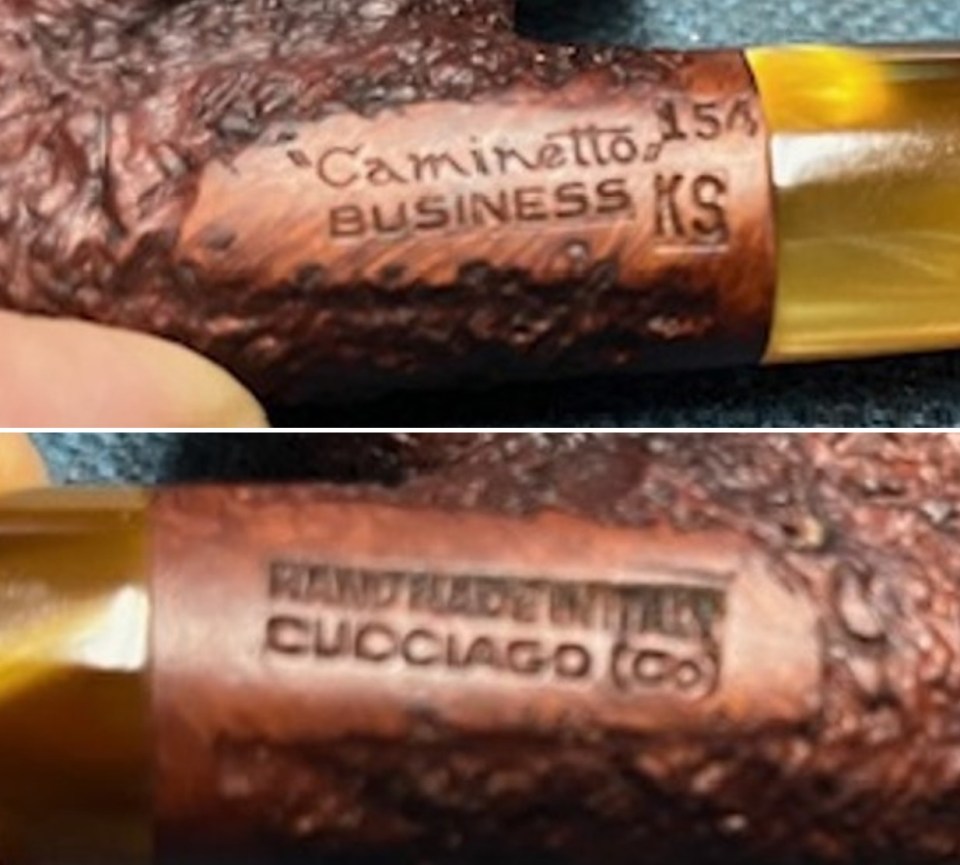 "Caminetto„ 154
BUSINESS KS
HAND MADE IN ITALY
CUCCIAGO (Co)